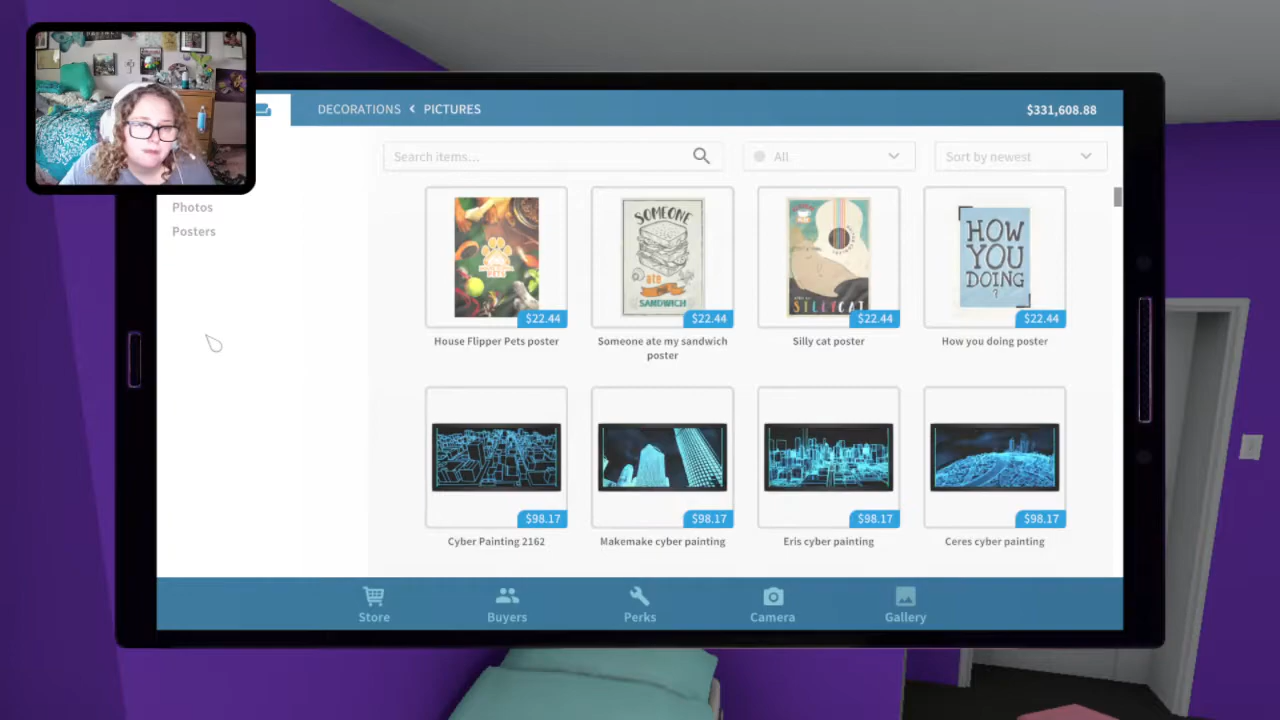 DECORATIONS < PICTURES
$331,608.88
Search items...
All
Sort by newest
Photos
Posters
SOMEONE
ate
SANDWICH
SILLYCAT
HOW
YOU
DOING
?
$22.44
$22.44
$22.44
$22.44
House Flipper Pets poster
Someone ate my sandwich
poster
Silly cat poster
How you doing poster
$98.17
$98.17
$98.17
$98.17
Cyber Painting 2162
Makemake cyber painting
Eris cyber painting
Ceres cyber painting
Store
Buyers
Perks
Camera
Gallery